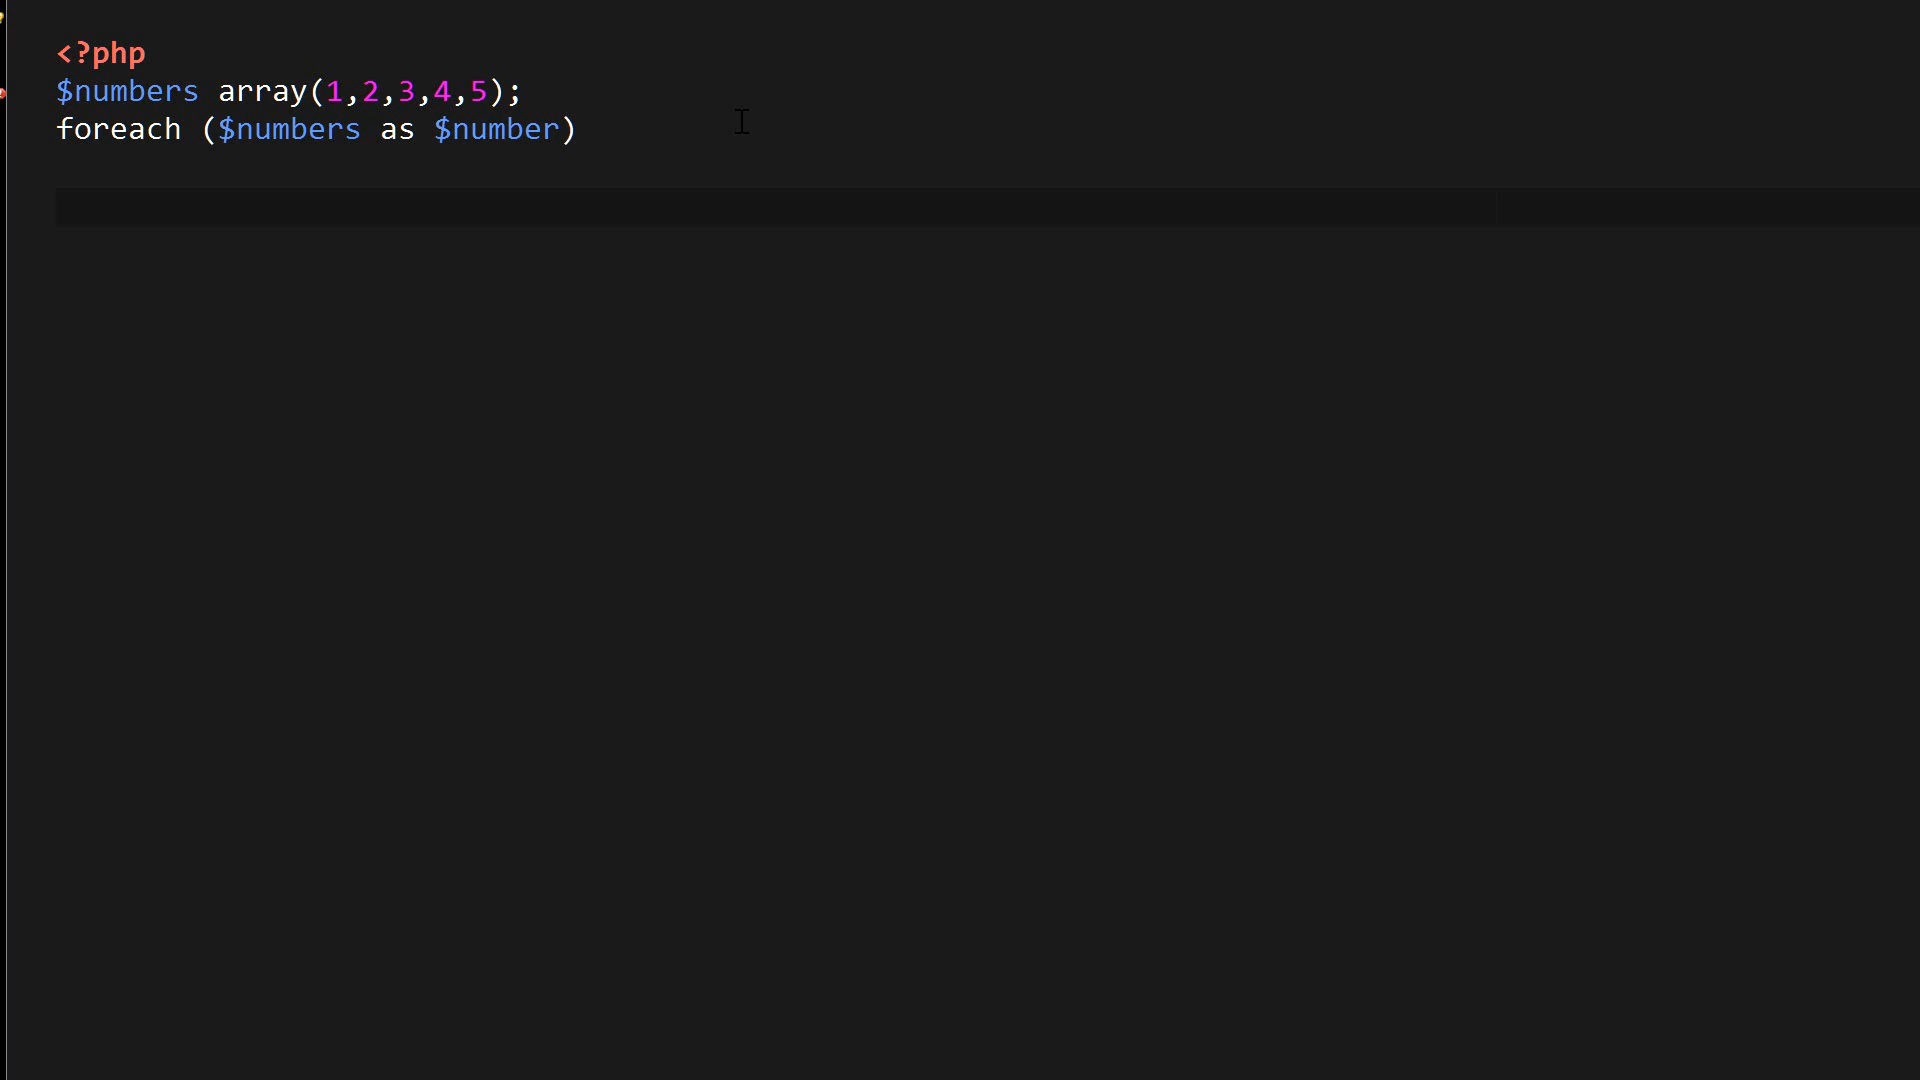 <?php
$numbers array(1,2,3,4,5);
foreach ($numbers as $number)